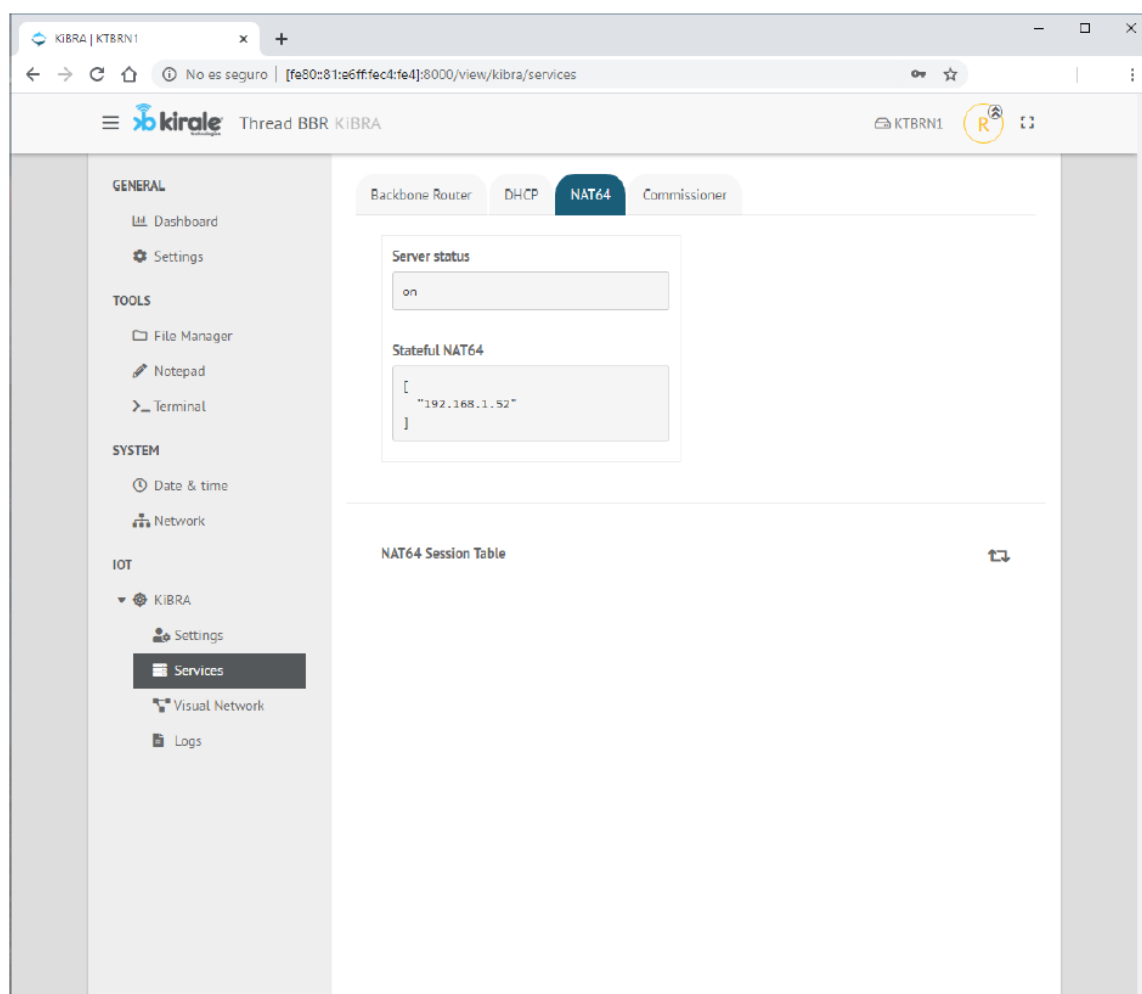 KiBRA | KTBRN1
No es seguro | [fe80::81:e6ff:fec4:fe4]:8000/view/kibra/services
kirale Thread BBR KiBRA
KTBRN1
R
GENERAL
Dashboard
Settings
TOOLS
File Manager
Notepad
Terminal
SYSTEM
Date & time
Network
IOT
KiBRA
Settings
Services
Visual Network
Logs
Backbone Router DHCP NAT64 Commissioner
Server status
on
Stateful NAT64
[
"192.168.1.52"
]
NAT64 Session Table